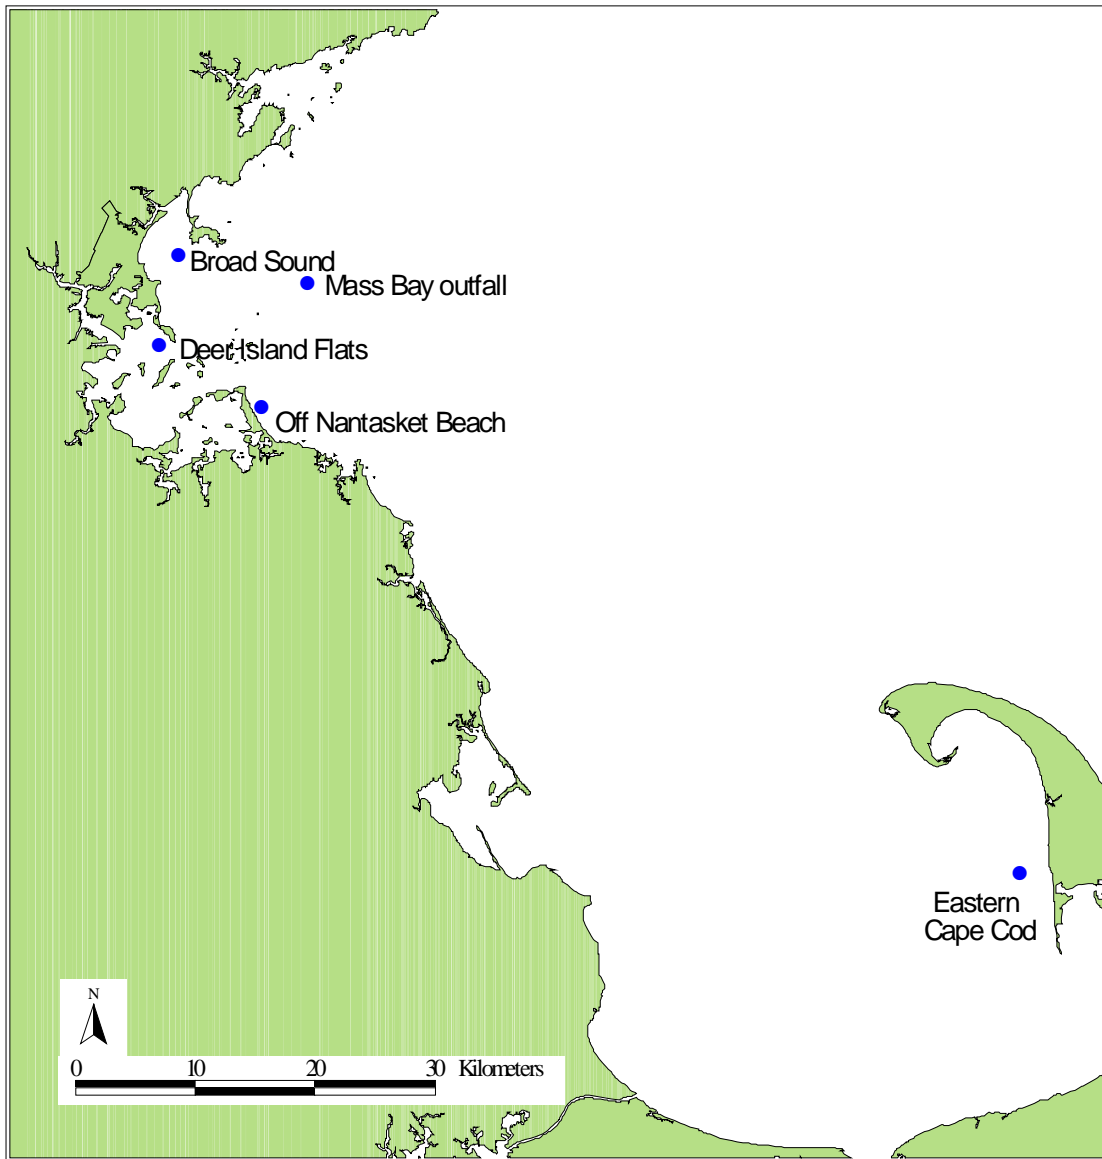 Broad Sound
Mass Bay outfall
Deer Island Flats
Off Nantasket Beach
Eastern
Cape Cod
N
0 10 20 30 Kilometers